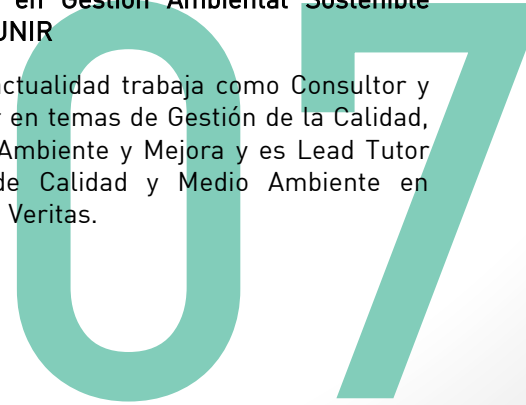 en Gestión Ambiental Sostenible
UNIR
actualidad trabaja como Consultor y
en temas de Gestión de la Calidad,
Ambiente y Mejora y es Lead Tutor
de Calidad y Medio Ambiente en
Veritas.
07